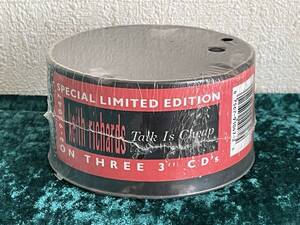 SPECIAL LIMITED EDITION
keith richards
Talk Is Cheap
ON THREE 3" CD's